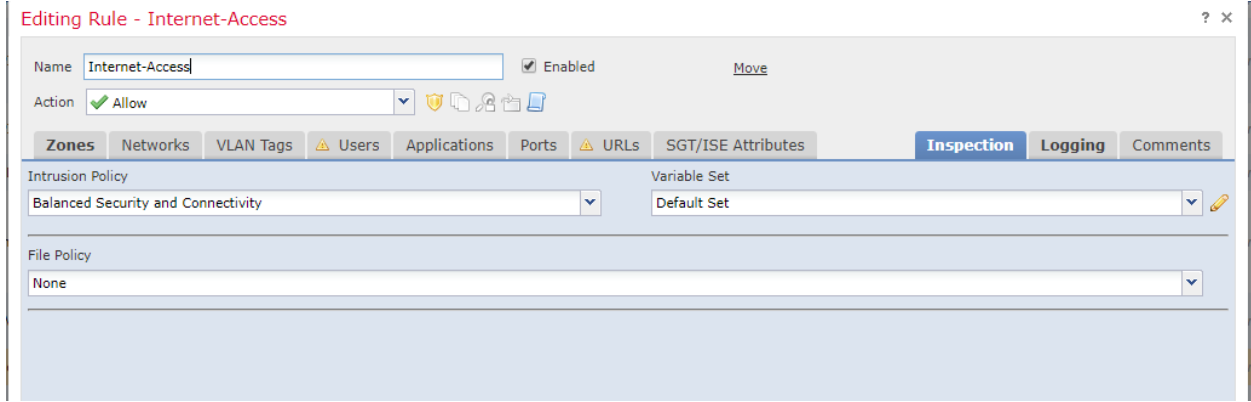 Editing Rule - Internet-Access ? ×
Name Internet-Access Enabled Move
Action Allow
Zones Networks VLAN Tags Users Applications Ports URLs SGT/ISE Attributes Inspection Logging Comments
Intrusion Policy Variable Set
Balanced Security and Connectivity Default Set
File Policy
None